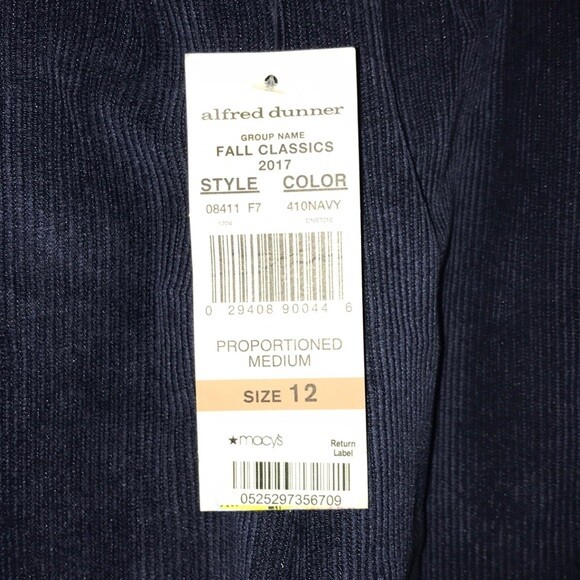 alfred dunner
GROUP NAME
FALL CLASSICS
2017
STYLE COLOR
08411 F7 410NAVY
0 29408 90044 6
PROPORTIONED
MEDIUM
SIZE 12
★macy's
Return
Label
0525297356709